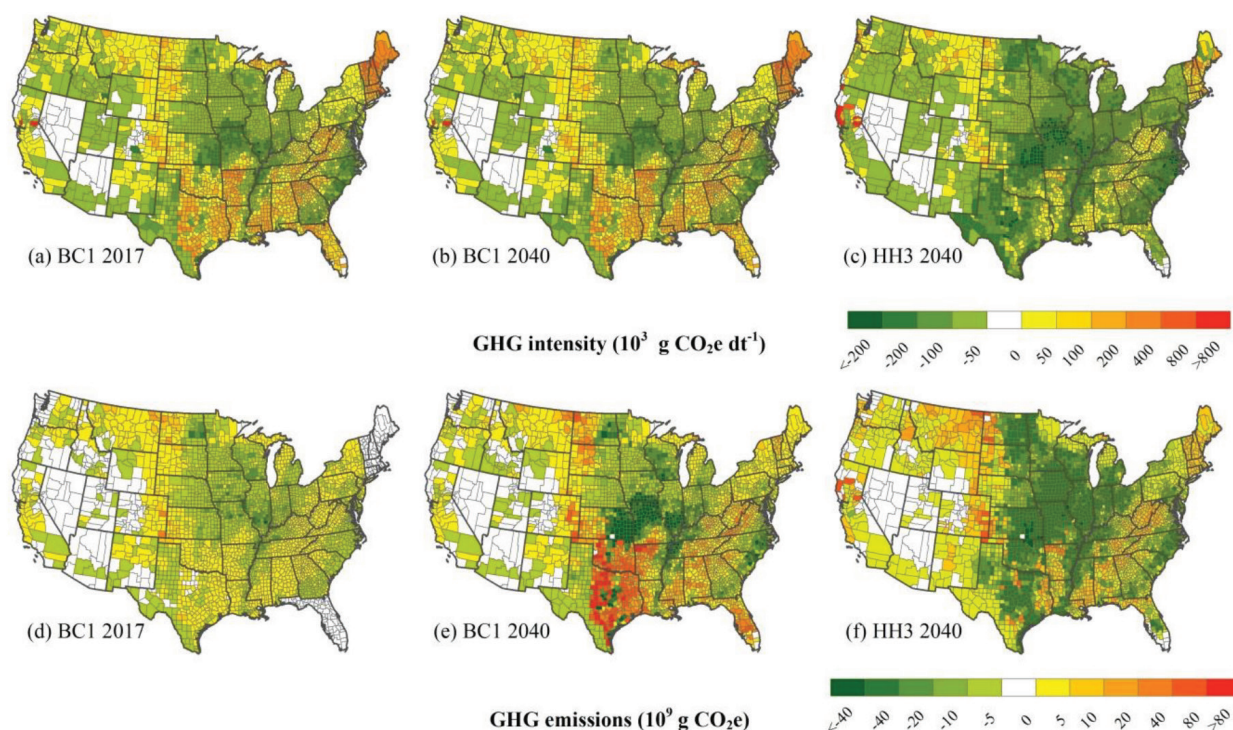 (a) BC1 2017
(b) BC1 2040
(c) HH3 2040
GHG intensity (10³ g CO₂e dt⁻¹)
<-200 -200 -100 -50 0 50 100 200 400 800 >800
(d) BC1 2017
(e) BC1 2040
(f) HH3 2040
GHG emissions (10⁹ g CO₂e)
<-40 -40 -20 -10 -5 0 5 10 20 40 80 >80